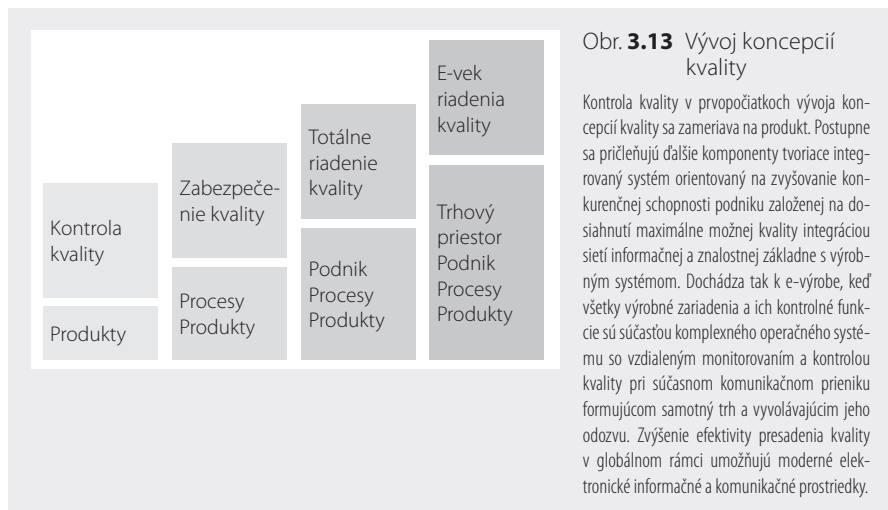 Kontrola
kvality
Produkty
Zabezpeče-
nie kvality
Procesy
Produkty
Totálne
riadenie
kvality
Podnik
Procesy
Produkty
E-vek
riadenia
kvality
Trhový
priestor
Podnik
Procesy
Produkty
Obr. 3.13 Vývoj koncepcií
kvality
Kontrola kvality v prvopočiatkoch vývoja kon-
cepcií kvality sa zameriava na produkt. Postupne
sa pričleňujú ďalšie komponenty tvoriace integ-
rovaný systém orientovaný na zvyšovanie kon-
kurenčnej schopnosti podniku založenej na do-
siahnutí maximálne možnej kvality integráciou
sietí informačnej a znalostnej základne s výrob-
ným systémom. Dochádza tak k e-výrobe, keď
všetky výrobné zariadenia a ich kontrolné funk-
cie sú súčasťou komplexného operačného systé-
mu so vzdialeným monitorovaním a kontrolou
kvality pri súčasnom komunikačnom prieniku
formujúcom samotný trh a vyvolávajúcim jeho
odozvu. Zvýšenie efektivity presadenia kvality
v globálnom rámci umožňujú moderné elek-
tronické informačné a komunikačné prostriedky.